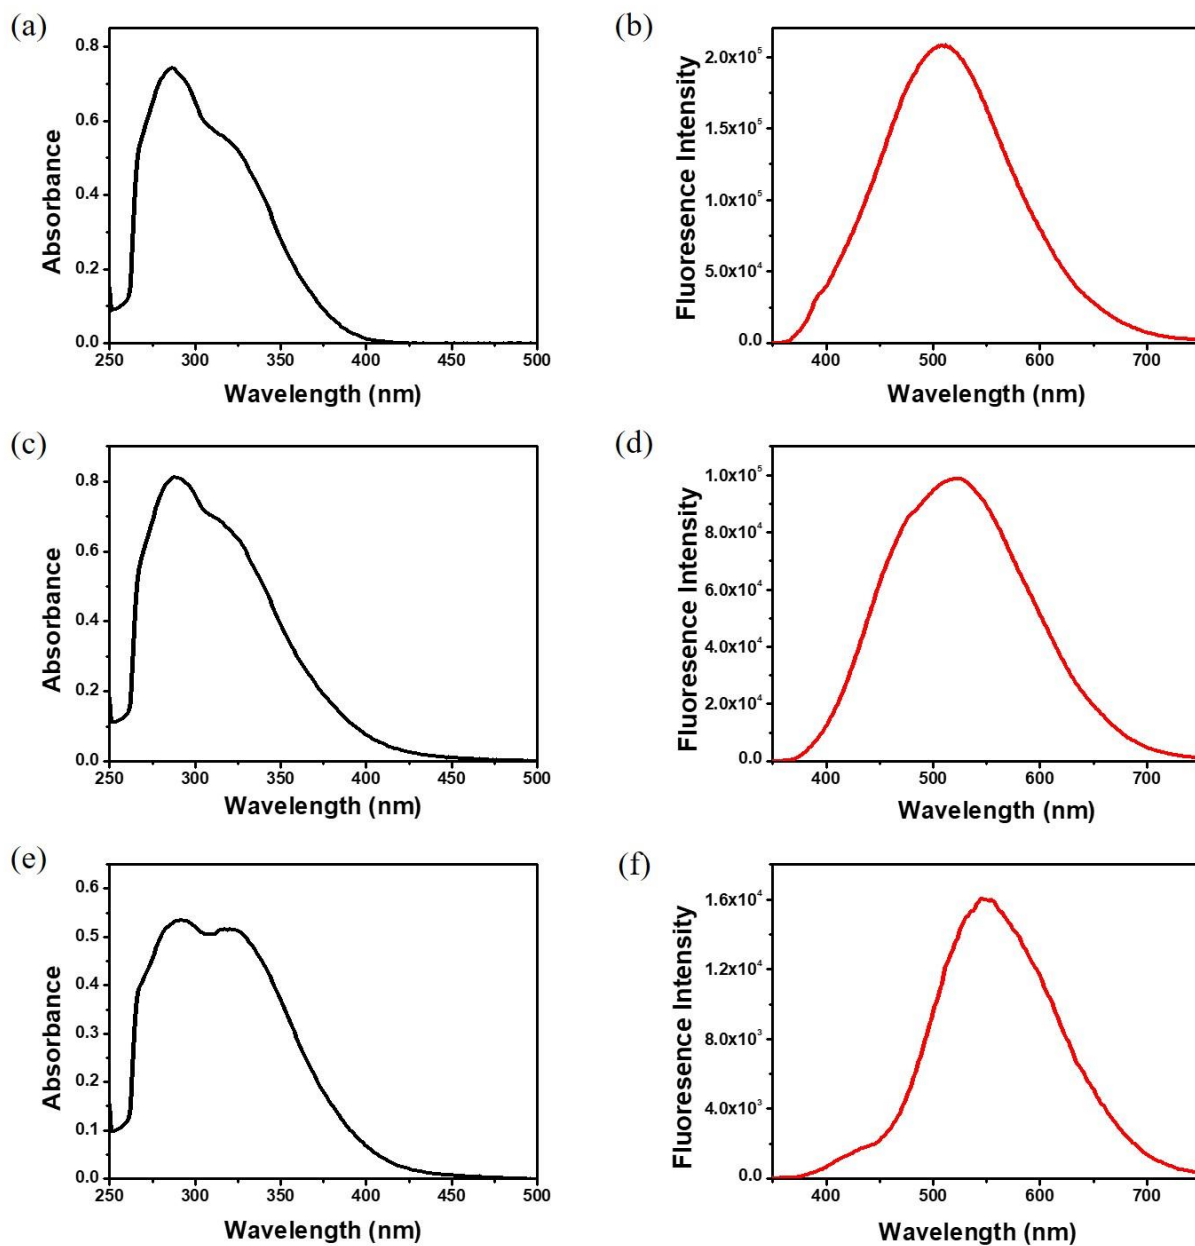 (a)
Absorbance
0.8
0.6
0.4
0.2
0.0
250 300 350 400 450 500
Wavelength (nm)
(b)
Fluoresence Intensity
2.0x10⁵
1.5x10⁵
1.0x10⁵
5.0x10⁴
0.0
400 500 600 700
Wavelength (nm)
(c)
Absorbance
0.8
0.6
0.4
0.2
0.0
250 300 350 400 450 500
Wavelength (nm)
(d)
Fluoresence Intensity
1.0x10⁵
8.0x10⁴
6.0x10⁴
4.0x10⁴
2.0x10⁴
0.0
400 500 600 700
Wavelength (nm)
(e)
Absorbance
0.6
0.5
0.4
0.3
0.2
0.1
0.0
250 300 350 400 450 500
Wavelength (nm)
(f)
Fluoresence Intensity
1.6x10⁴
1.2x10⁴
8.0x10³
4.0x10³
0.0
400 500 600 700
Wavelength (nm)